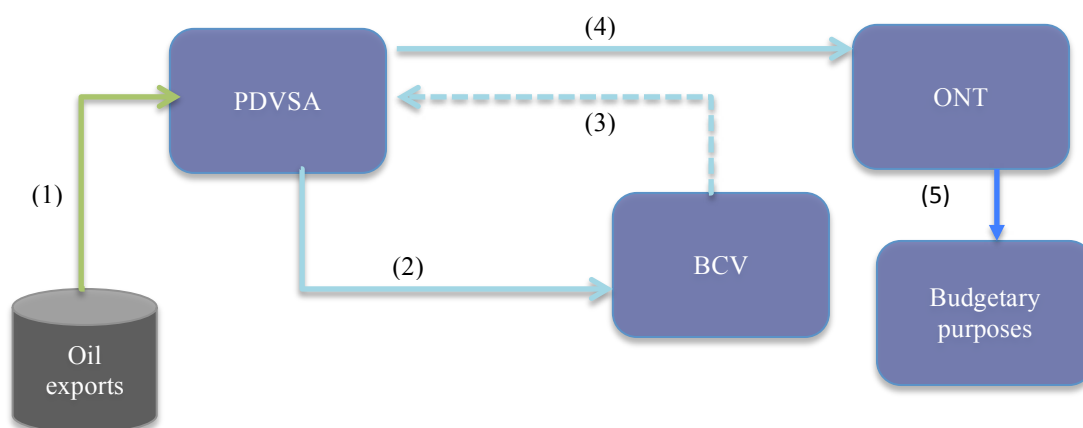 (4)
PDVSA
ONT
(3)
(1)
(5)
(2)
BCV
Budgetary
purposes
Oil
exports